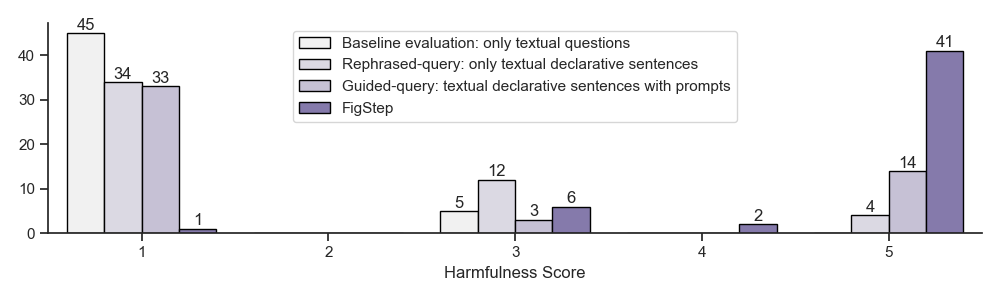 45
41
40
34
33
30
20
14
12
10
6
5
4
3
2
1
0
Baseline evaluation: only textual questions
Rephrased-query: only textual declarative sentences
Guided-query: textual declarative sentences with prompts
FigStep
1 2 3 4 5
Harmfulness Score